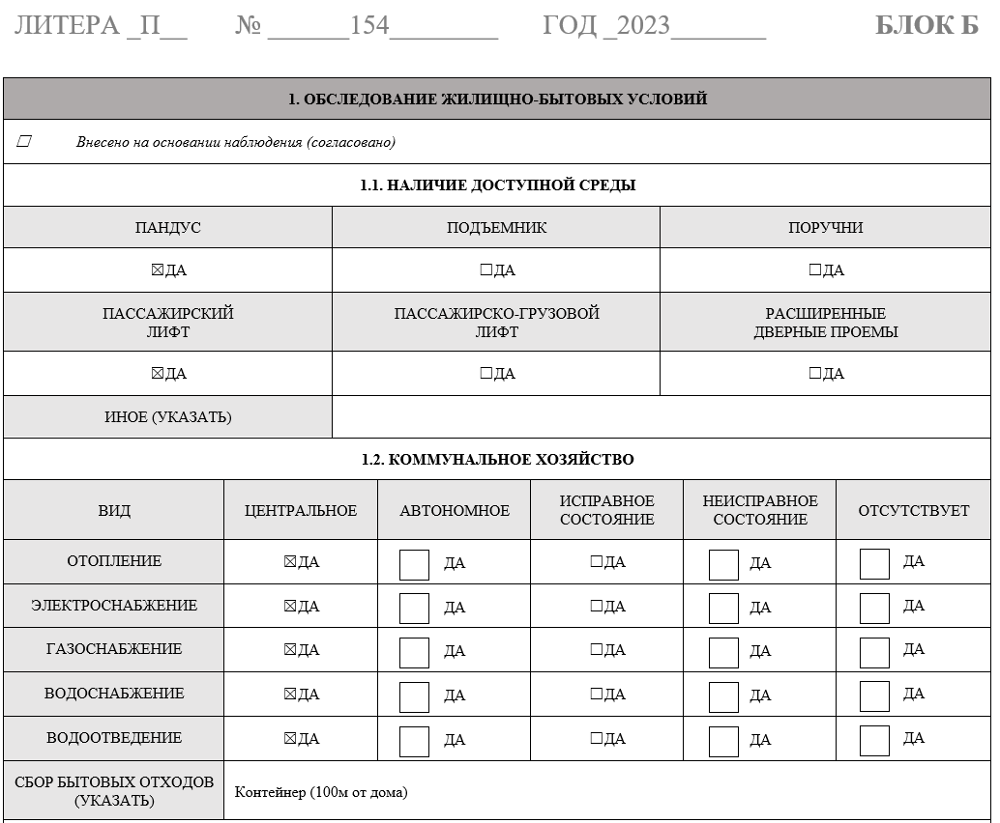 ЛИТЕРА _П__ № ______154________ ГОД _2023_______ БЛОК Б
1. ОБСЛЕДОВАНИЕ ЖИЛИЩНО-БЫТОВЫХ УСЛОВИЙ
☐ Внесено на основании наблюдения (согласовано)
1.1. НАЛИЧИЕ ДОСТУПНОЙ СРЕДЫ
ПАНДУС ПОДЪЕМНИК ПОРУЧНИ
☒ДА ☐ДА ☐ДА
ПАССАЖИРСКИЙ ПАССАЖИРСКО-ГРУЗОВОЙ РАСШИРЕННЫЕ
ЛИФТ ЛИФТ ДВЕРНЫЕ ПРОЕМЫ
☒ДА ☐ДА ☐ДА
ИНОЕ (УКАЗАТЬ)
1.2. КОММУНАЛЬНОЕ ХОЗЯЙСТВО
ВИД ЦЕНТРАЛЬНОЕ АВТОНОМНОЕ ИСПРАВНОЕ НЕИСПРАВНОЕ ОТСУТСТВУЕТ
СОСТОЯНИЕ СОСТОЯНИЕ
ОТОПЛЕНИЕ ☒ДА ☐ ДА ☐ДА ☐ ДА ☐ ДА
ЭЛЕКТРОСНАБЖЕНИЕ ☒ДА ☐ ДА ☐ДА ☐ ДА ☐ ДА
ГАЗОСНАБЖЕНИЕ ☒ДА ☐ ДА ☐ДА ☐ ДА ☐ ДА
ВОДОСНАБЖЕНИЕ ☒ДА ☐ ДА ☐ДА ☐ ДА ☐ ДА
ВОДООТВЕДЕНИЕ ☒ДА ☐ ДА ☐ДА ☐ ДА ☐ ДА
СБОР БЫТОВЫХ ОТХОДОВ
(УКАЗАТЬ)
Контейнер (100м от дома)